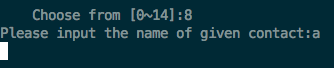 Choose from [0~14]:8
Please input the name of given contact:a